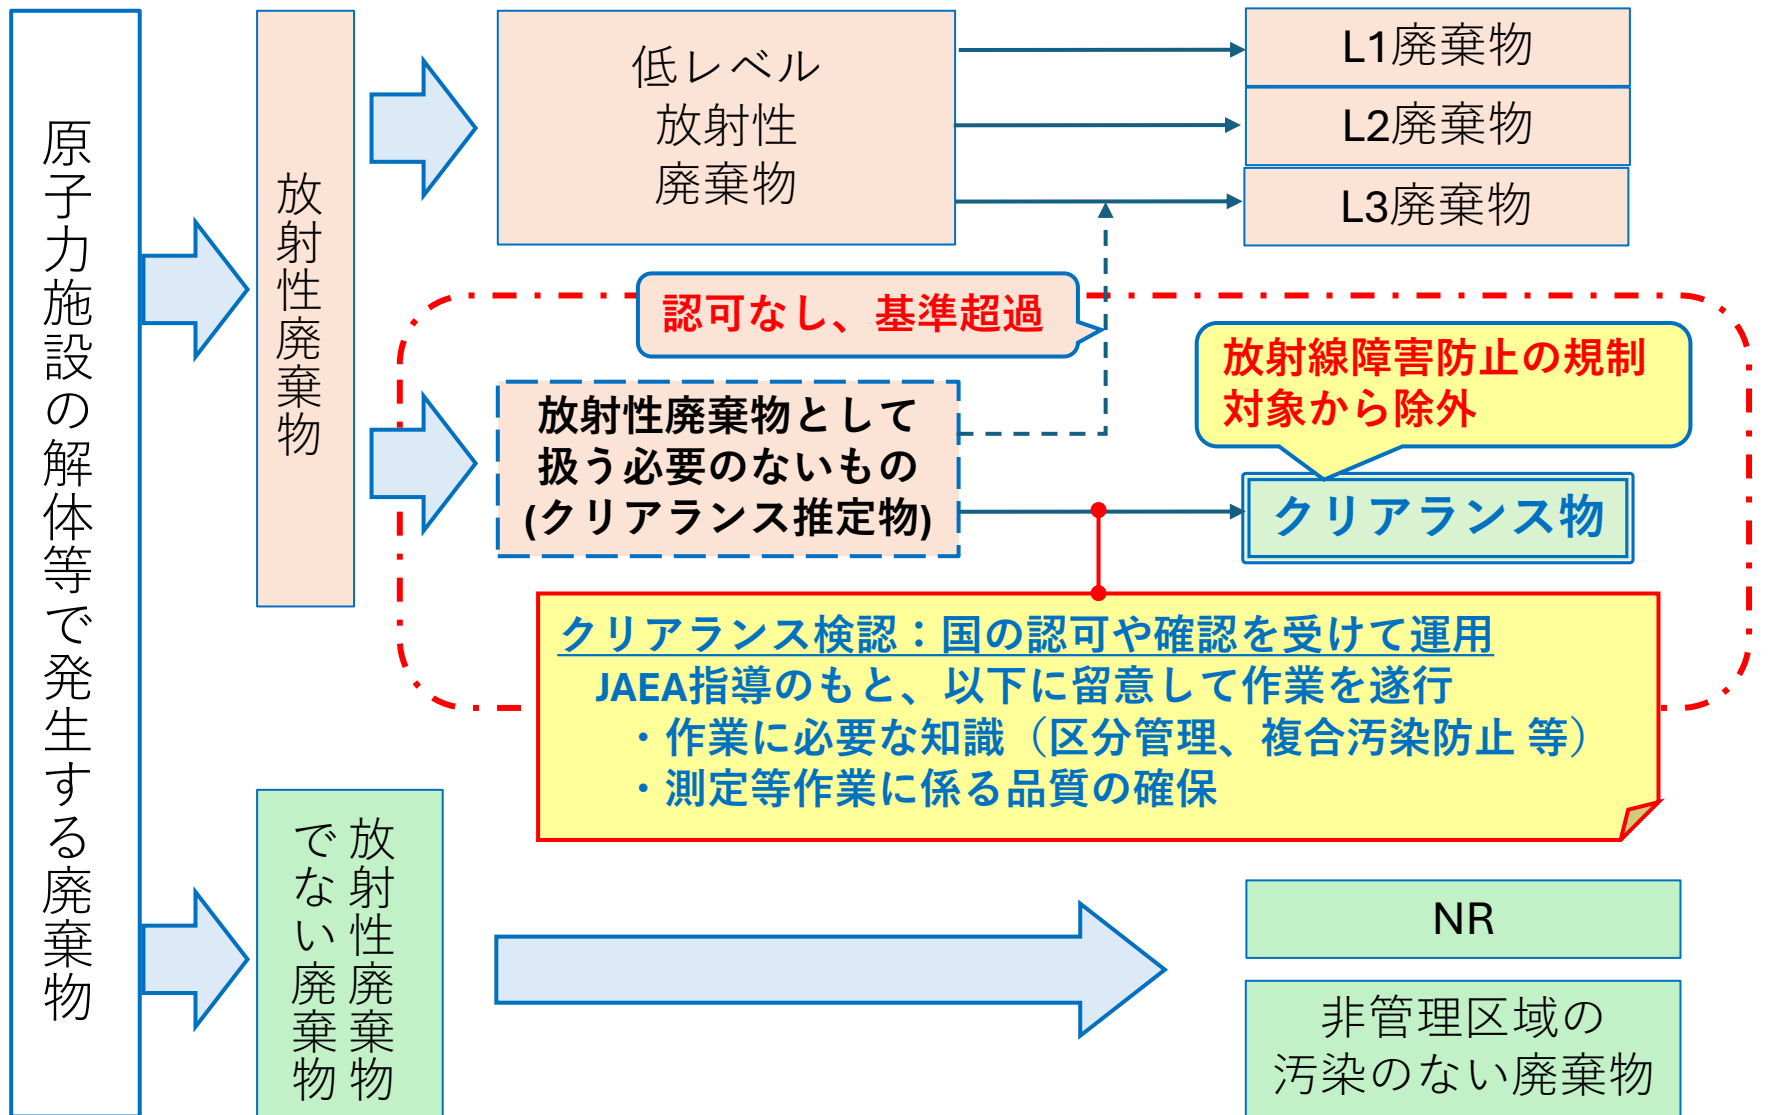 原子力施設の解体等で発生する廃棄物
放射性廃棄物
低レベル
放射性
廃棄物
L1廃棄物
L2廃棄物
L3廃棄物
認可なし、基準超過
放射線障害防止の規制
対象から除外
放射性廃棄物として
扱う必要のないもの
(クリアランス推定物)
クリアランス物
クリアランス検認：国の認可や確認を受けて運用
JAEA指導のもと、以下に留意して作業を遂行
・作業に必要な知識（区分管理、複合汚染防止 等）
・測定等作業に係る品質の確保
放射性廃棄物
でない廃棄物
NR
非管理区域の
汚染のない廃棄物